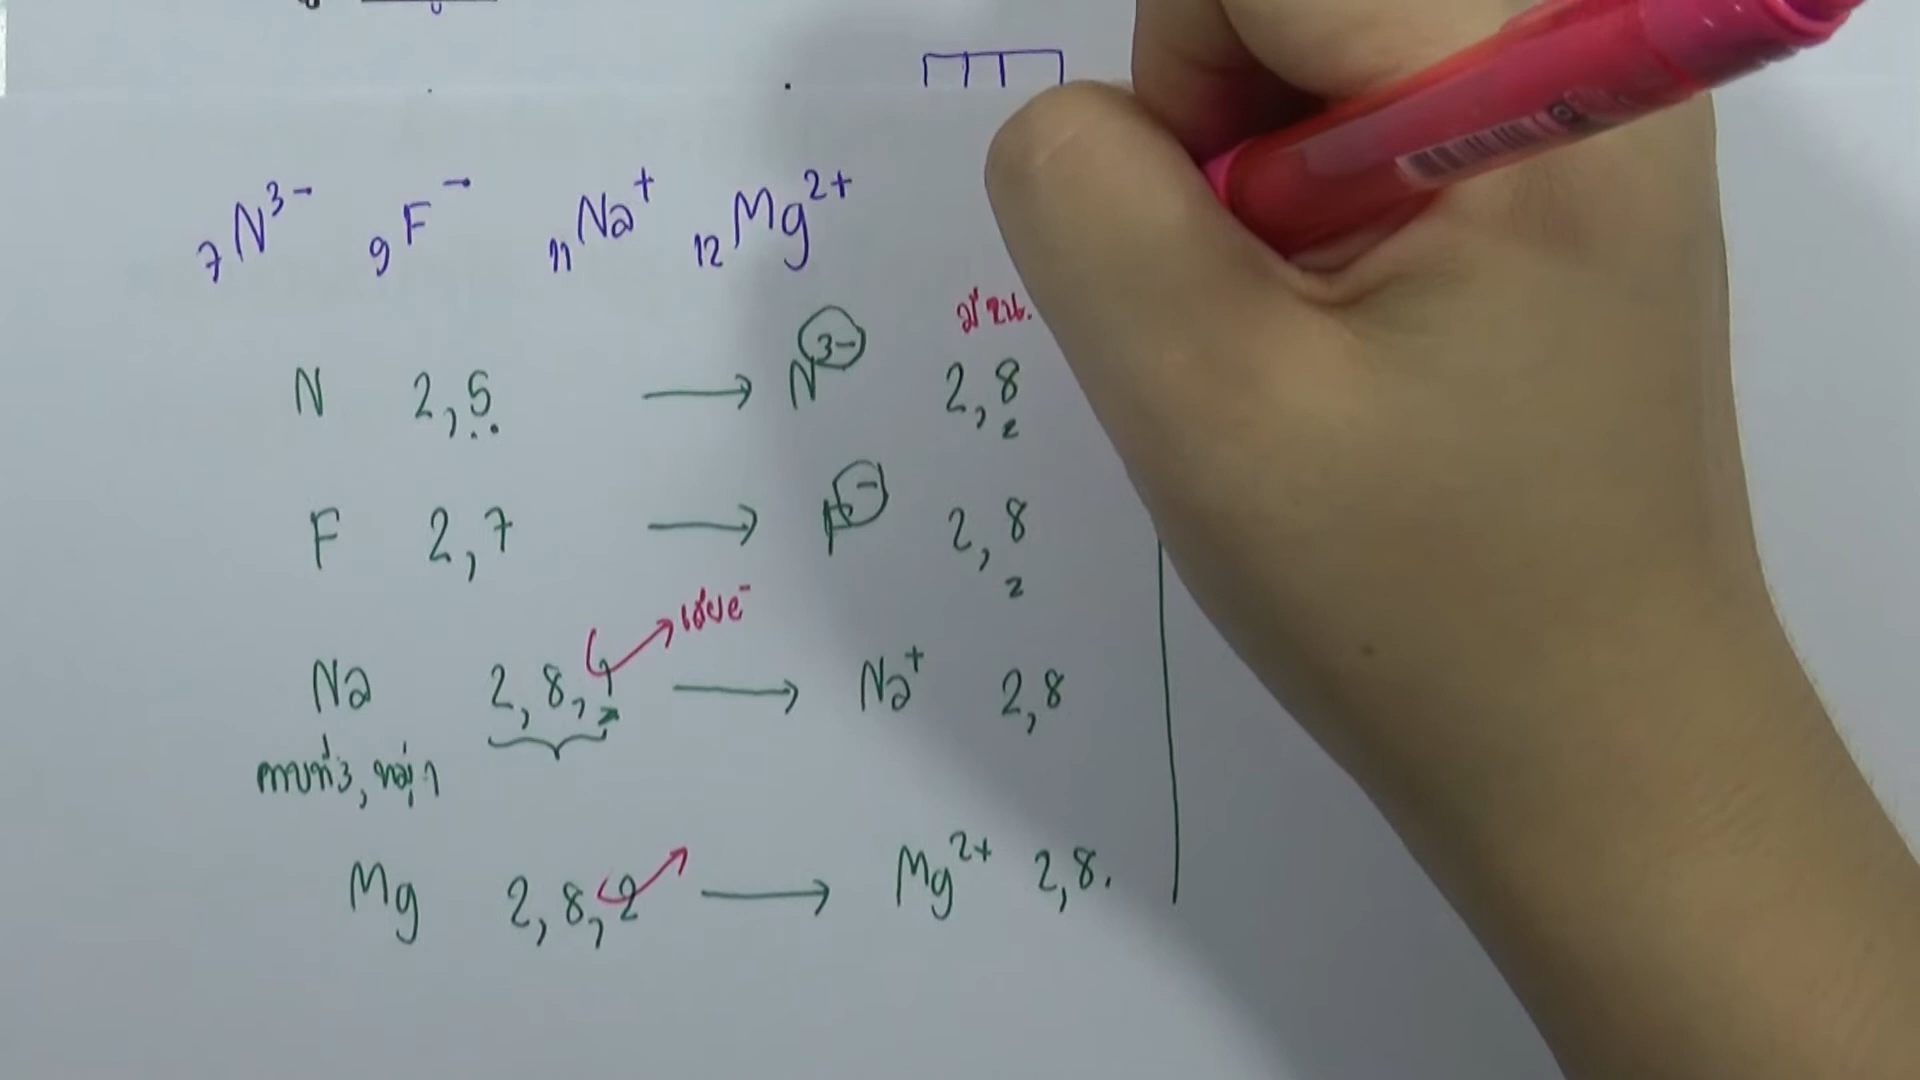 ₇N³⁻ ₉F⁻ ₁₁Na⁺ ₁₂Mg²⁺
มี
N 2,5 → N³⁻ 2,8
F 2,7 → F⁻ 2,8
เสียe⁻
Na 2,8,1 → Na⁺ 2,8
คาบที่3, หมู่1
Mg 2,8,2 → Mg²⁺ 2,8.